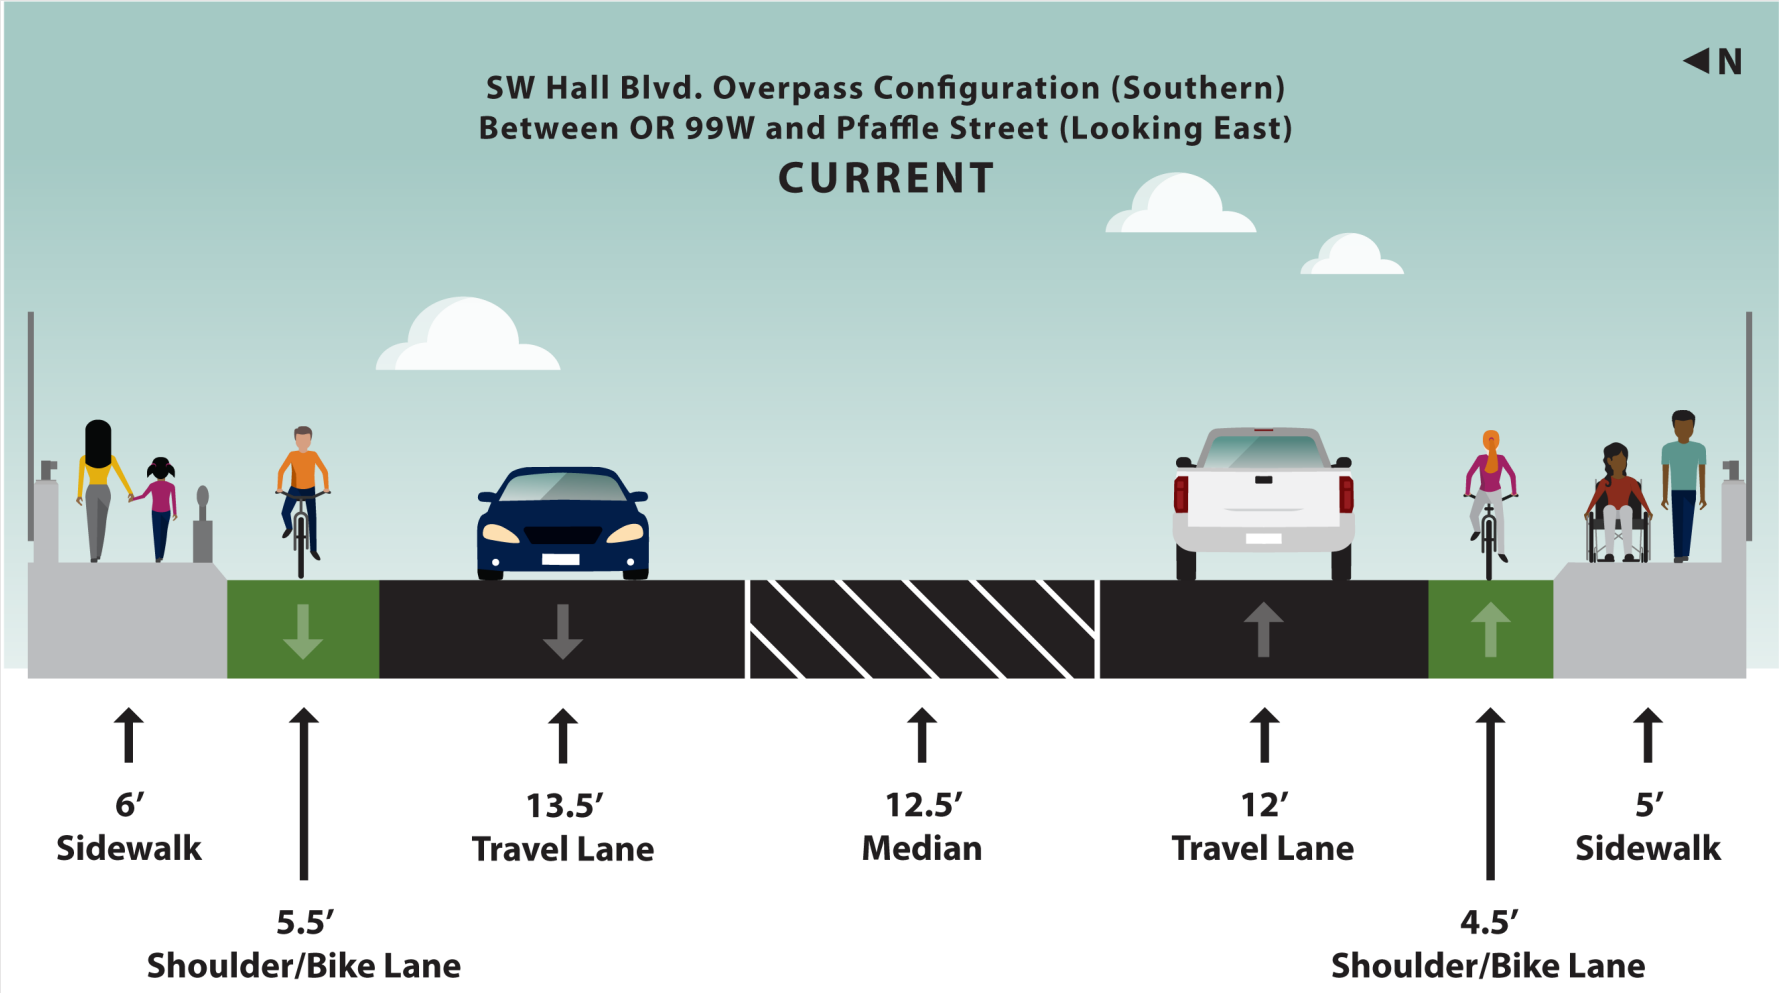 N
SW Hall Blvd. Overpass Configuration (Southern)
Between OR 99W and Pfaffle Street (Looking East)
CURRENT
6’
Sidewalk
5.5’
Shoulder/Bike Lane
13.5’
Travel Lane
12.5’
Median
12’
Travel Lane
4.5’
Shoulder/Bike Lane
5’
Sidewalk